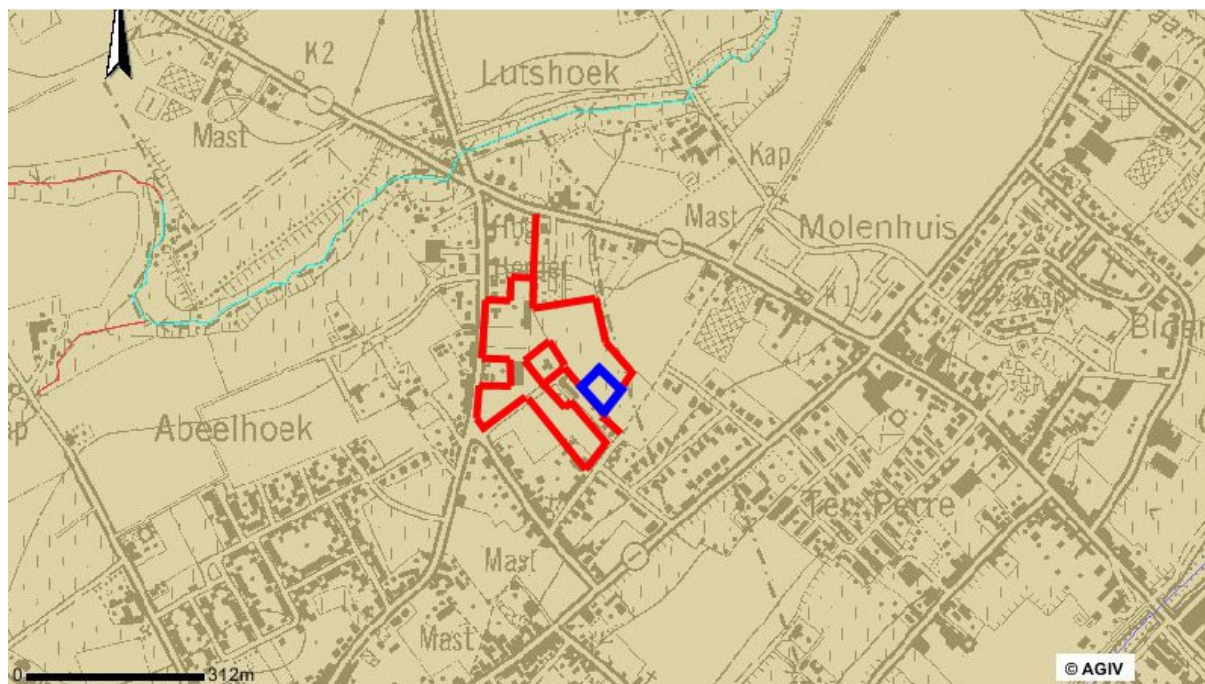 K2
Lutshoek
Mast
Kap
Mast
Molenhuis
K1
Kap
Abeelhoek
Ter Perre
Mast
Mast
0
312m
© AGIV